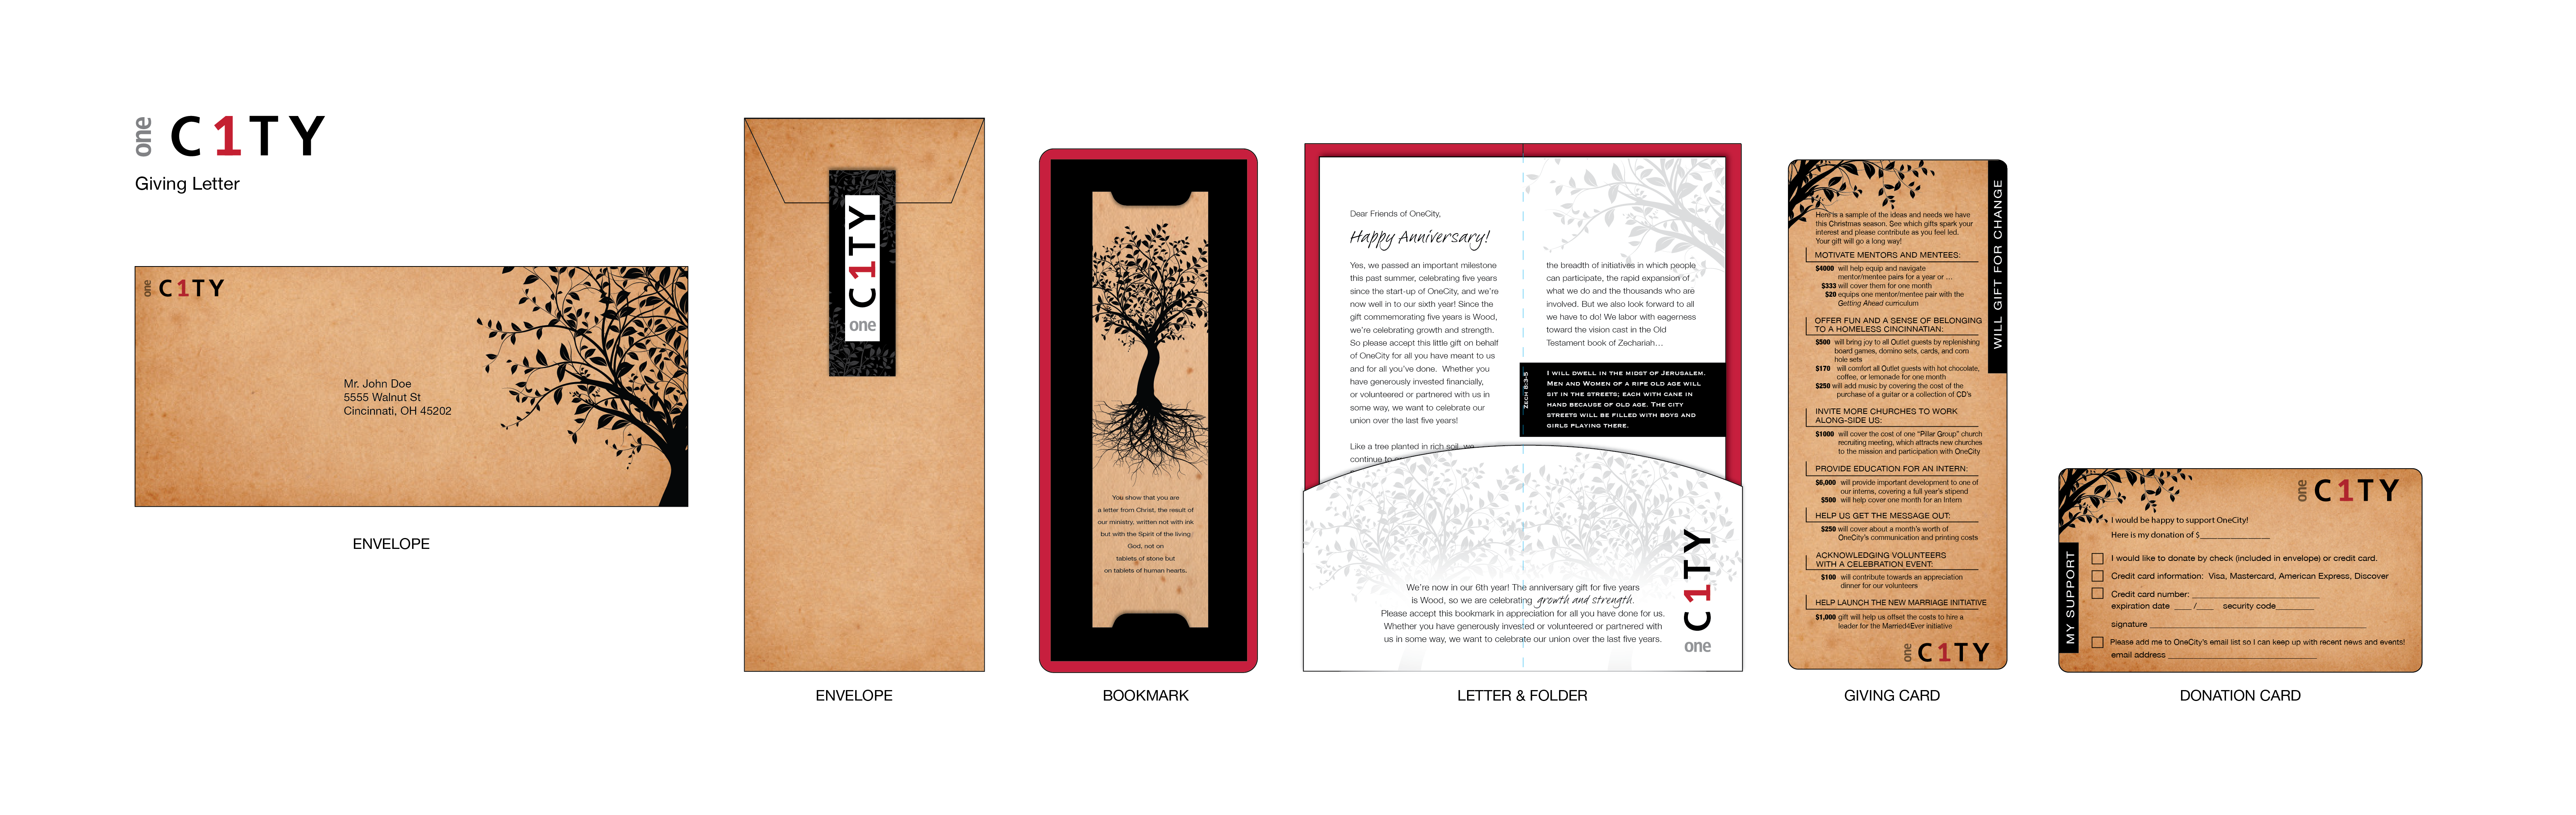 one C1TY
Giving Letter
one C1TY
Mr. John Doe
5555 Walnut St
Cincinnati, OH 45202
ENVELOPE
one C1TY
ENVELOPE
You show that you are
a letter from Christ, the result of
our ministry, written not with ink
but with the Spirit of the living
God, not on
tablets of stone but
on tablets of human hearts.
BOOKMARK
Dear Friends of OneCity,
Happy Anniversary!
Yes, we passed an important milestone
this past summer, celebrating five years
since the start-up of OneCity, and we're
now well in to our sixth year! Since the
gift commemorating five years is Wood,
we're celebrating growth and strength.
So please accept this little gift on behalf
of OneCity for all you have meant to us
and for all you've done. Whether you
have generously invested financially,
or volunteered or partnered with us in
some way, we want to celebrate our
union over the last five years!
Like a tree planted in rich soil, we
continue to
the breadth of initiatives in which people
can participate, the rapid expansion of
what we do and the thousands who are
involved. But we also look forward to all
we have to do! We labor with eagerness
toward the vision cast in the Old
Testament book of Zechariah…
Zech 8:3-5
I will dwell in the midst of Jerusalem.
Men and Women of a ripe old age will
sit in the streets; each with cane in
hand because of old age. The city
streets will be filled with boys and
girls playing there.
We're now in our 6th year! The anniversary gift for five years
is Wood, so we are celebrating growth and strength.
Please accept this bookmark in appreciation for all you have done for us.
Whether you have generously invested or volunteered or partnered with
us in some way, we want to celebrate our union over the last five years.
one C1TY
LETTER & FOLDER
WILL GIFT FOR CHANGE
Here is a sample of the ideas and needs we have
this Christmas season. See which gifts spark your
interest and please contribute as you feel led.
Your gift will go a long way!
MOTIVATE MENTORS AND MENTEES:
$4000 will help equip and navigate
mentor/mentee pairs for a year or ...
$333 will cover them for one month
$20 equips one mentor/mentee pair with the
Getting Ahead curriculum
OFFER FUN AND A SENSE OF BELONGING
TO A HOMELESS CINCINNATIAN:
$500 will bring joy to all Outlet guests by replenishing
board games, domino sets, cards, and corn
hole sets
$170 will comfort all Outlet guests with hot chocolate,
coffee, or lemonade for one month
$250 will add music by covering the cost of the
purchase of a guitar or a collection of CD's
INVITE MORE CHURCHES TO WORK
ALONG-SIDE US:
$1000 will cover the cost of one "Pillar Group" church
recruiting meeting, which attracts new churches
to the mission and participation with OneCity
PROVIDE EDUCATION FOR AN INTERN:
$6,000 will provide important development to one of
our interns, covering a full year's stipend
$500 will help cover one month for an Intern
HELP US GET THE MESSAGE OUT:
$250 will cover about a month's worth of
OneCity's communication and printing costs
ACKNOWLEDGING VOLUNTEERS
WITH A CELEBRATION EVENT:
$100 will contribute towards an appreciation
dinner for our volunteers
HELP LAUNCH THE NEW MARRIAGE INITIATIVE
$1,000 gift will help us offset the costs to hire a
leader for the Married4Ever initiative
one C1TY
GIVING CARD
one C1TY
MY SUPPORT
I would be happy to support OneCity!
Here is my donation of $________________
I would like to donate by check (included in envelope) or credit card.
Credit card information: Visa, Mastercard, American Express, Discover
Credit card number: ____________________________
expiration date ____/____ security code________
signature ________________________________
Please add me to OneCity's email list so I can keep up with recent news and events!
email address ________________________________
DONATION CARD